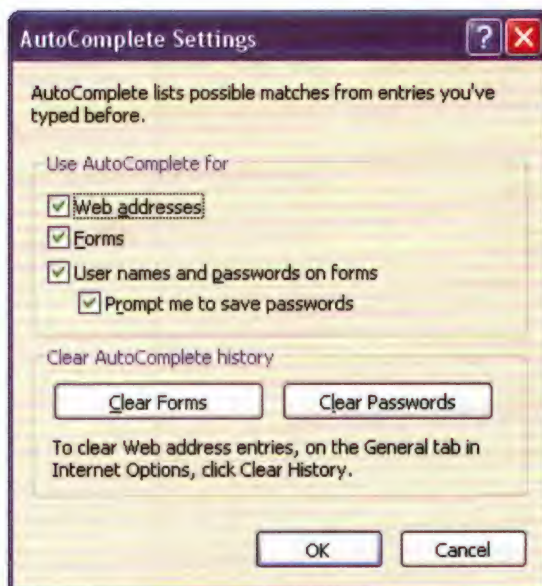 AutoComplete Settings
AutoComplete lists possible matches from entries you've
typed before.
Use AutoComplete for
Web addresses
Forms
User names and passwords on forms
Prompt me to save passwords
Clear AutoComplete history
Clear Forms
Clear Passwords
To clear Web address entries, on the General tab in
Internet Options, click Clear History.
OK
Cancel